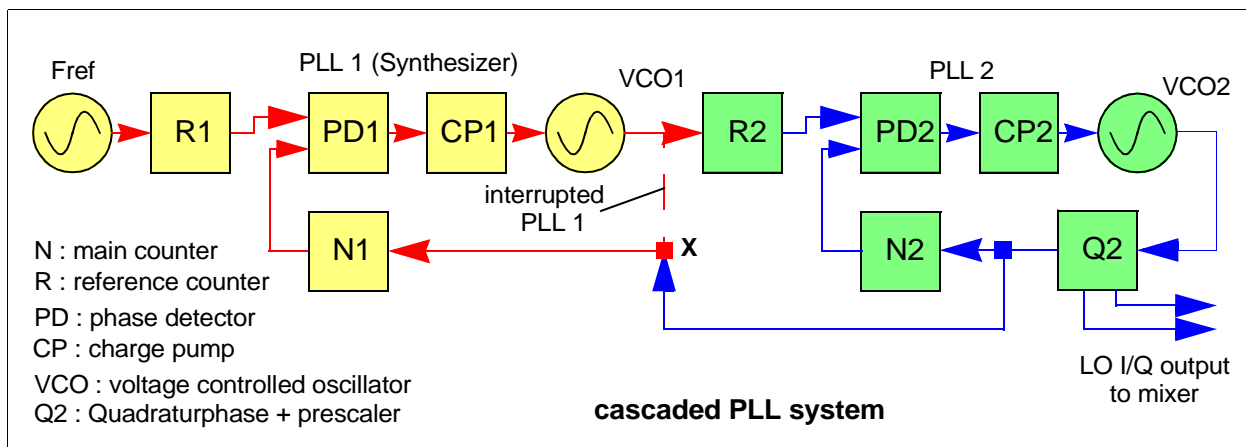 PLL 1 (Synthesizer)
Fref
VCO1
PLL 2
VCO2
R1
PD1
CP1
R2
PD2
CP2
interrupted
PLL 1
N1
X
N2
Q2
N : main counter
R : reference counter
PD : phase detector
CP : charge pump
VCO : voltage controlled oscillator
Q2 : Quadraturphase + prescaler
LO I/Q output
to mixer
cascaded PLL system